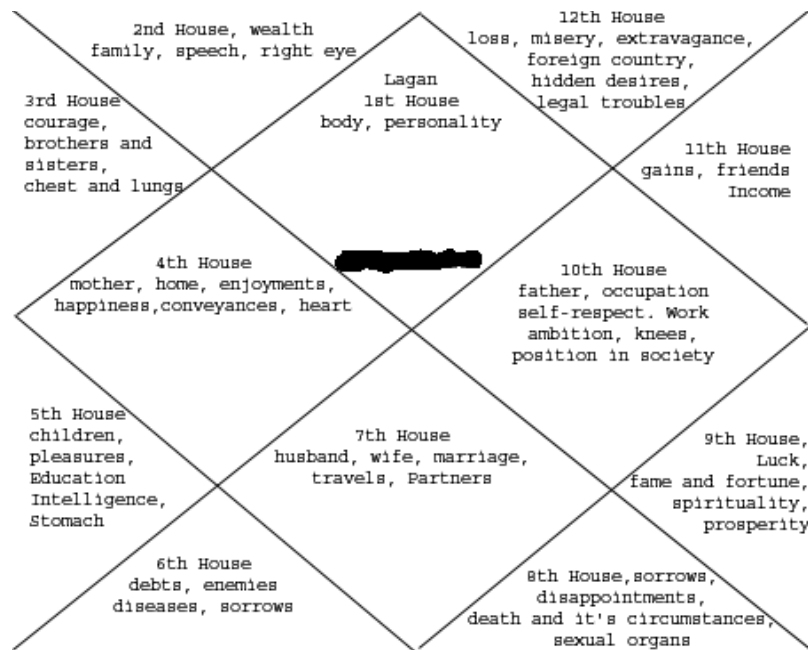 2nd House, wealth
family, speech, right eye
12th House
loss, misery, extravagance,
foreign country,
hidden desires,
legal troubles
Lagan
1st House
body, personality
3rd House
courage,
brothers and
sisters,
chest and lungs
11th House
gains, friends
Income
4th House
mother, home, enjoyments,
happiness,conveyances, heart
10th House
father, occupation
self-respect. Work
ambition, knees,
position in society
5th House
children,
pleasures,
Education
Intelligence,
Stomach
7th House
husband, wife, marriage,
travels, Partners
9th House,
Luck,
fame and fortune,
spirituality,
prosperity
6th House
debts, enemies
diseases, sorrows
8th House,sorrows,
disappointments,
death and it's circumstances,
sexual organs